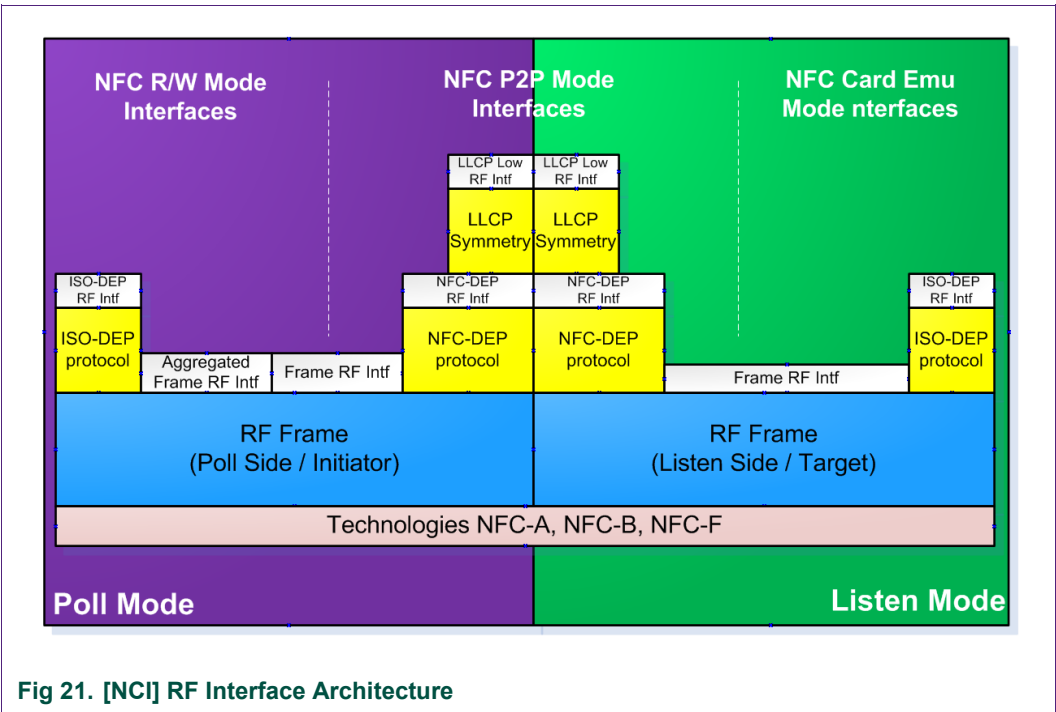 NFC R/W Mode
Interfaces
NFC P2P Mode
Interfaces
NFC Card Emu
Mode nterfaces
LLCP Low
RF Intf
LLCP Low
RF Intf
LLCP
Symmetry
LLCP
Symmetry
ISO-DEP
RF Intf
NFC-DEP
RF Intf
NFC-DEP
RF Intf
ISO-DEP
RF Intf
ISO-DEP
protocol
Aggregated
Frame RF Intf
Frame RF Intf
NFC-DEP
protocol
NFC-DEP
protocol
Frame RF Intf
ISO-DEP
protocol
RF Frame
(Poll Side / Initiator)
RF Frame
(Listen Side / Target)
Technologies NFC-A, NFC-B, NFC-F
Poll Mode
Listen Mode
Fig 21. [NCI] RF Interface Architecture